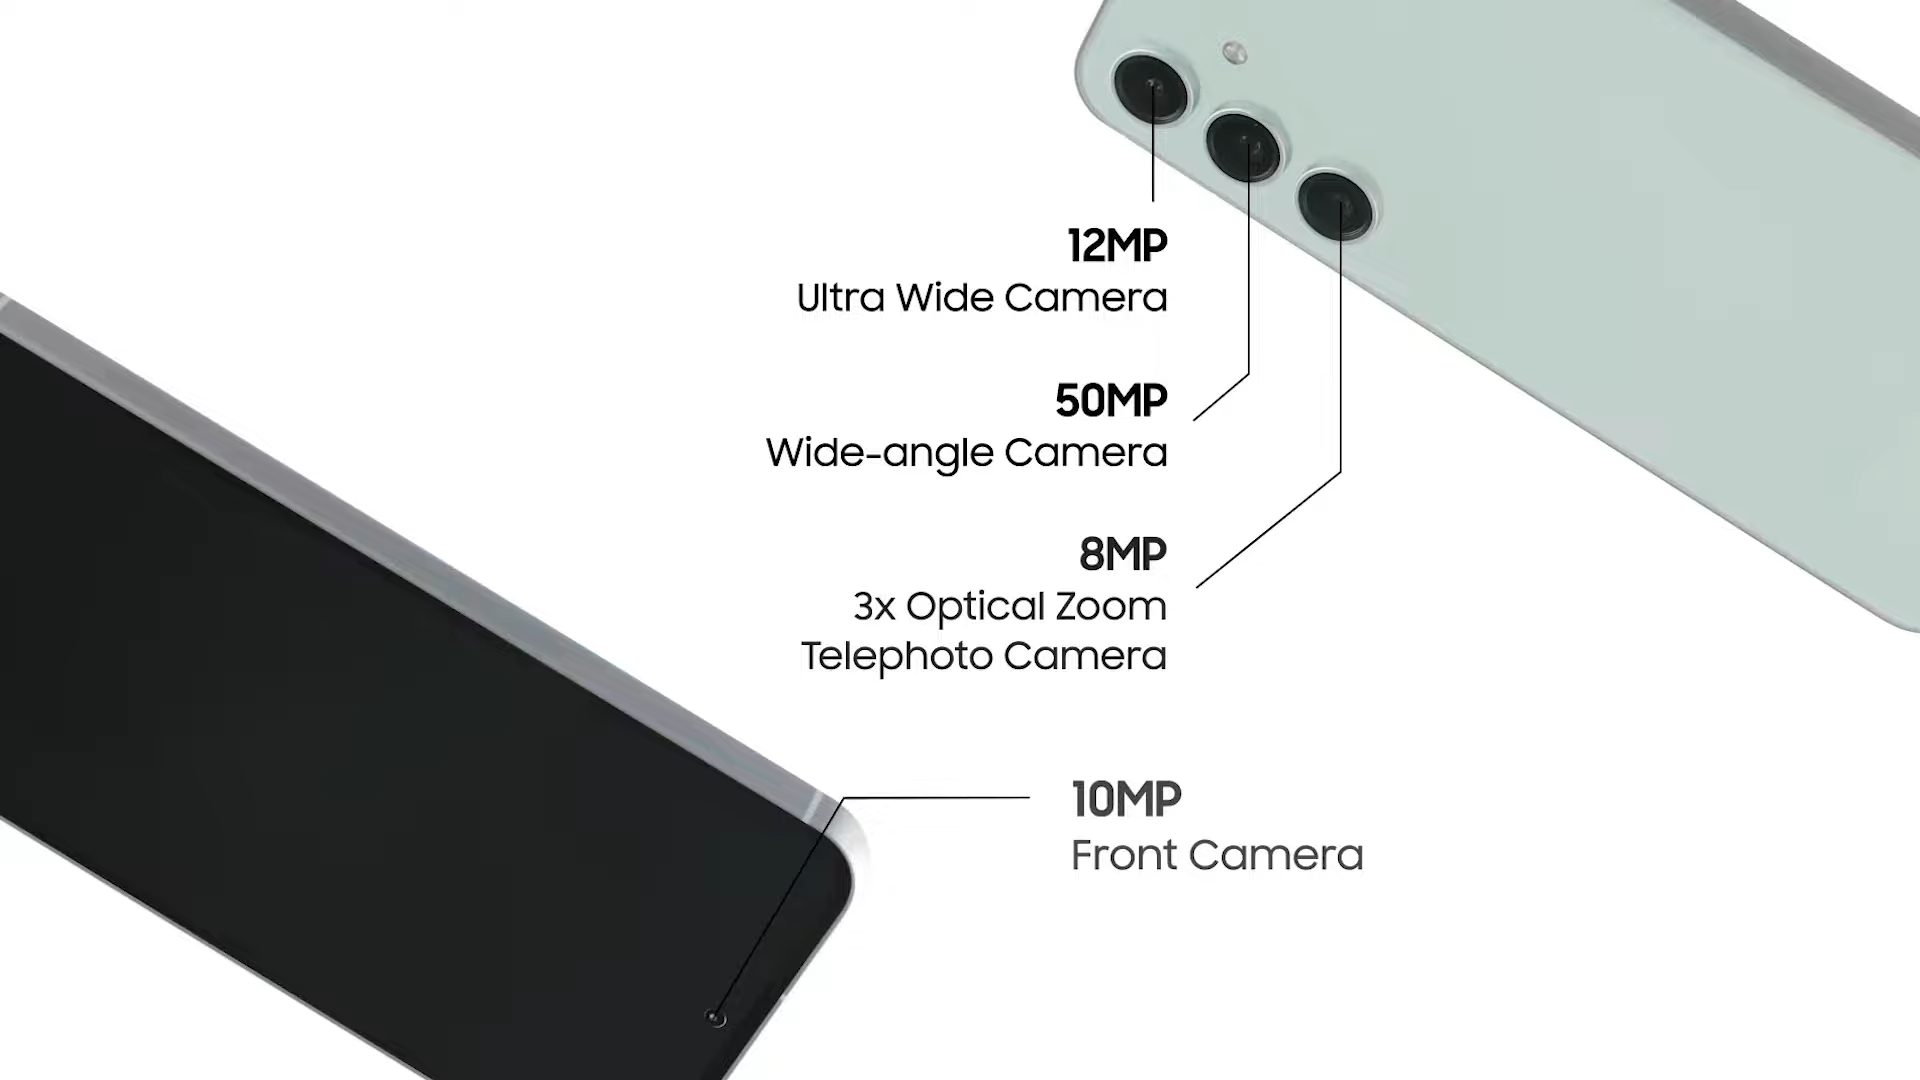 12MP
Ultra Wide Camera
50MP
Wide-angle Camera
8MP
3x Optical Zoom
Telephoto Camera
10MP
Front Camera